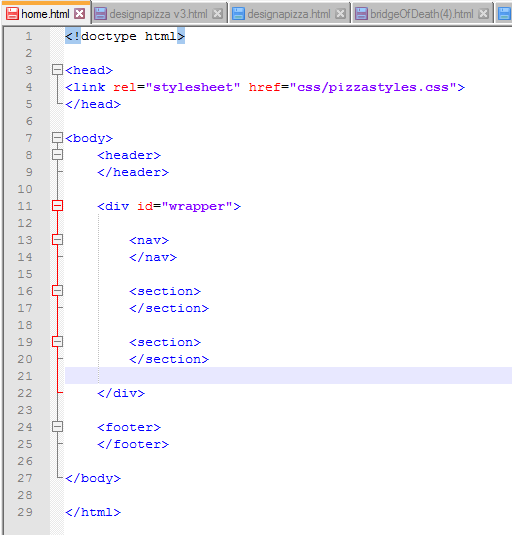 home.html designapizza v3.html designapizza.html bridgeOfDeath(4).html
1 <!doctype html>
2
3 <head>
4 <link rel="stylesheet" href="css/pizzastyles.css">
5 </head>
6
7 <body>
8 <header>
9 </header>
10
11 <div id="wrapper">
12
13 <nav>
14 </nav>
15
16 <section>
17 </section>
18
19 <section>
20 </section>
21
22 </div>
23
24 <footer>
25 </footer>
26
27 </body>
28
29 </html>